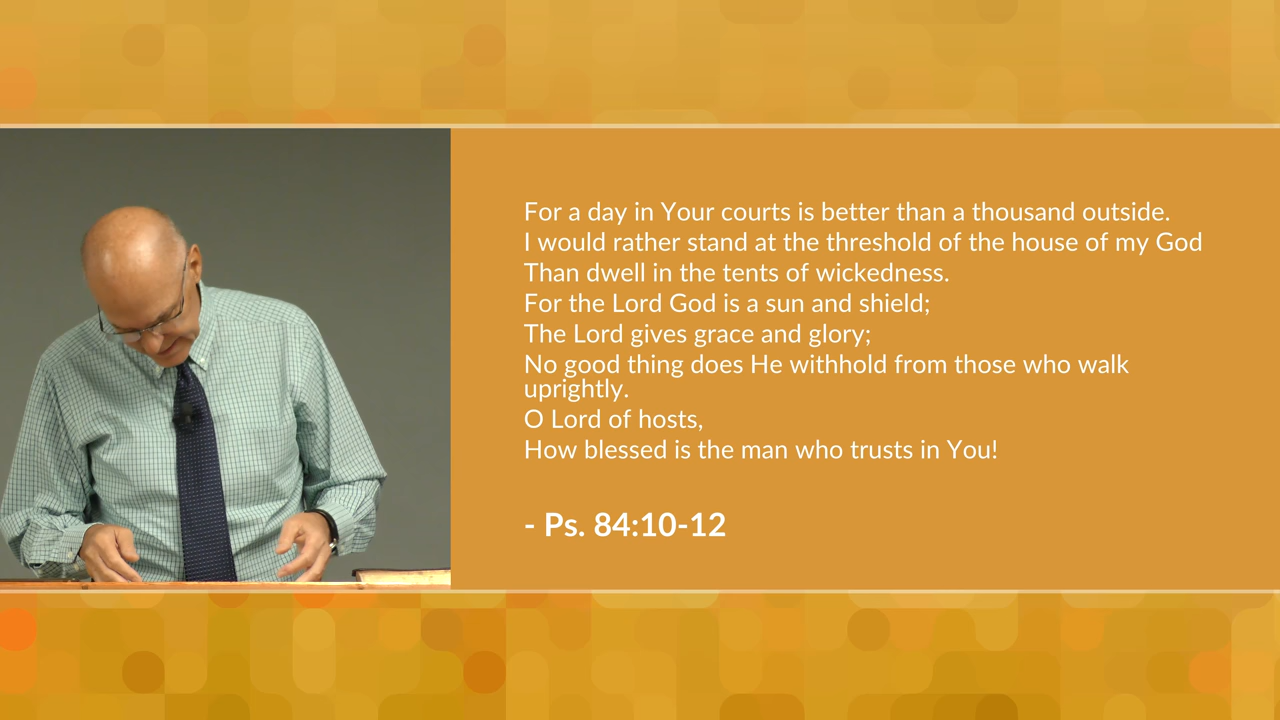 For a day in Your courts is better than a thousand outside.
I would rather stand at the threshold of the house of my God
Than dwell in the tents of wickedness.
For the Lord God is a sun and shield;
The Lord gives grace and glory;
No good thing does He withhold from those who walk
uprightly.
O Lord of hosts,
How blessed is the man who trusts in You!
- Ps. 84:10-12